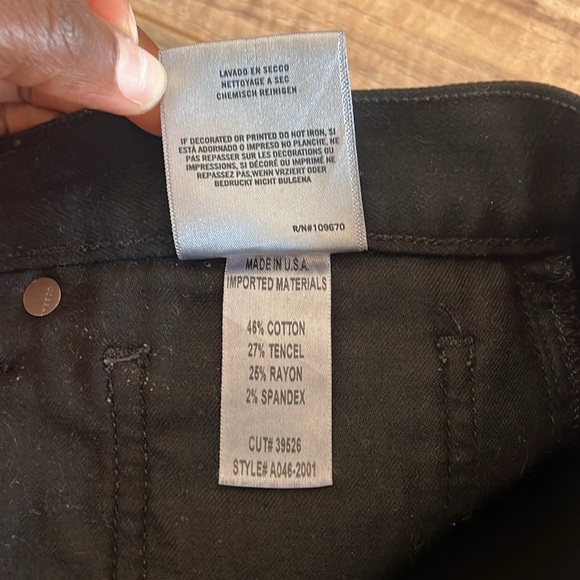 LAVADO EN SECCO
NETTOYAGE A SEC
CHEMISCH REINIGEN
IF DECORATED OR PRINTED DO NOT IRON, SI
ESTÁ ADORNADO O IMPRESO NO PLANCHE, NE
PAS REPASSER SUR LES DECORATIONS OU
IMPRESSIONS, SI DÉCORÉ OU IMPRIMÉ NE
REPASSEZ PAS,WENN VRZIERT ODER
BEDRUCKT NICHT BULGENA
R/N#109670
MADE IN U.S.A.
IMPORTED MATERIALS
46% COTTON
27% TENCEL
25% RAYON
2% SPANDEX
CUT# 39526
STYLE# A046-2001